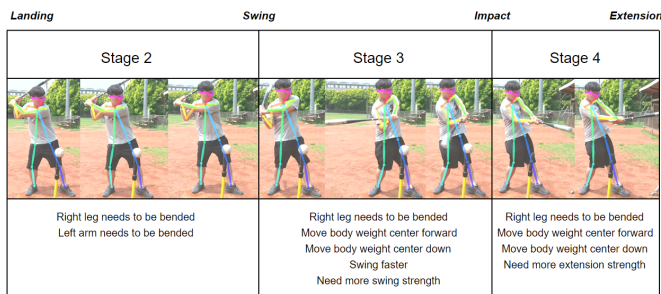 Landing Swing Impact Extension
Stage 2 Stage 3 Stage 4
Right leg needs to be bended
Left arm needs to be bended
Right leg needs to be bended
Move body weight center forward
Move body weight center down
Swing faster
Need more swing strength
Right leg needs to be bended
Move body weight center forward
Move body weight center down
Need more extension strength